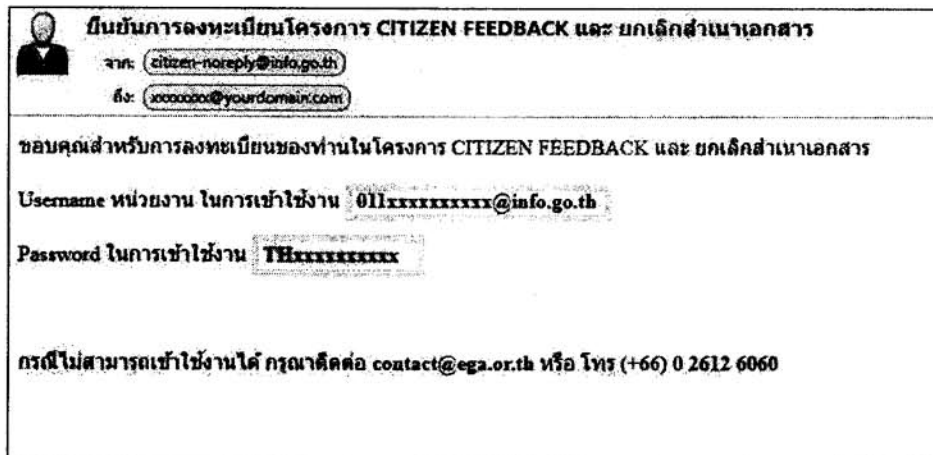 ยืนยันการลงทะเบียนโครงการ CITIZEN FEEDBACK และ ยกเลิกสำเนาเอกสาร
จาก: citizen-noreply@info.go.th
ถึง: xxxxxxxx@yourdomain.com
ขอบคุณสำหรับการลงทะเบียนของท่านในโครงการ CITIZEN FEEDBACK และ ยกเลิกสำเนาเอกสาร
Username หน่วยงาน ในการเข้าใช้งาน 011xxxxxxxxxx@info.go.th
Password ในการเข้าใช้งาน THxxxxxxxxxx
กรณีไม่สามารถเข้าใช้งานได้ กรุณาติดต่อ contact@ega.or.th หรือ โทร (+66) 0 2612 6060